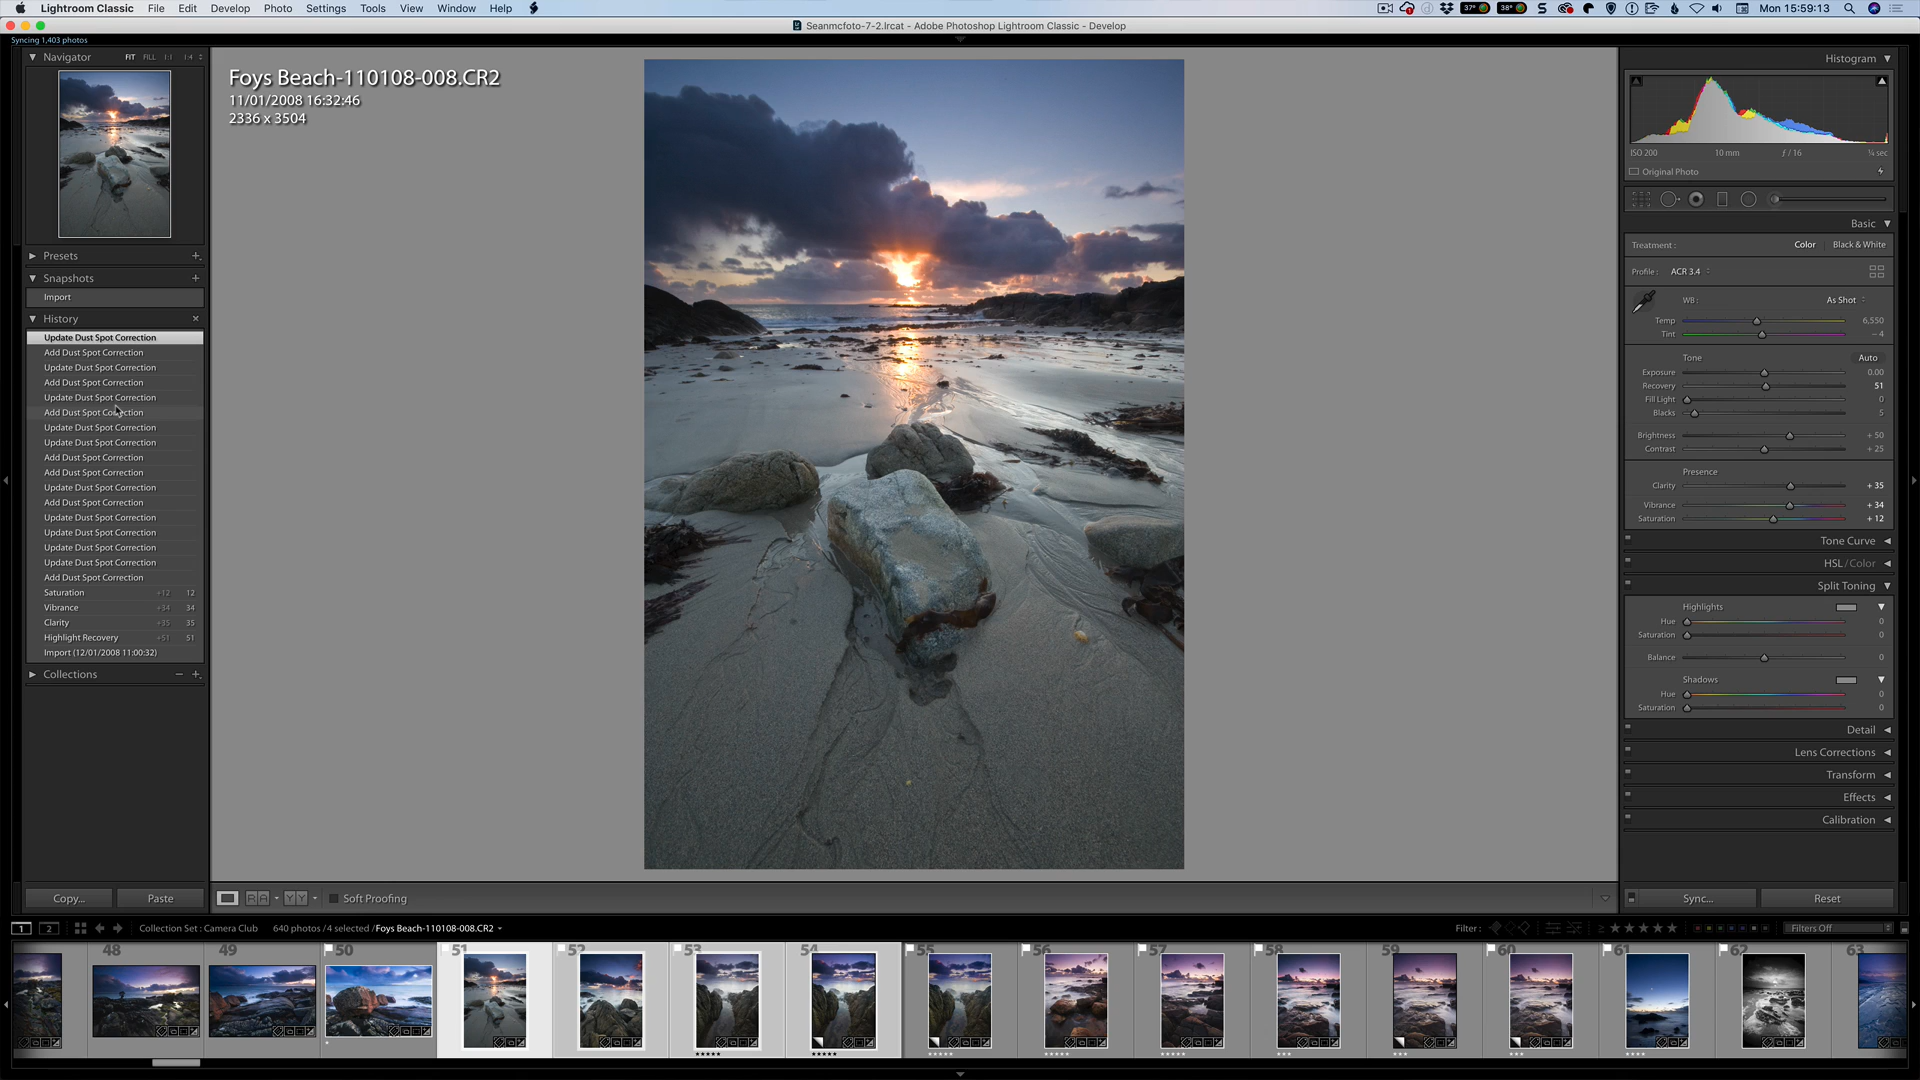 Lightroom Classic File Edit Develop Photo Settings Tools View Window Help 37° 38° Mon 15:59:13
Seanmcfoto-7-2.lrcat - Adobe Photoshop Lightroom Classic - Develop
Syncing 1,403 photos
Navigator FIT FILL 1:1 1:4
Presets
Snapshots
Import
History
Update Dust Spot Correction
Add Dust Spot Correction
Update Dust Spot Correction
Add Dust Spot Correction
Update Dust Spot Correction
Add Dust Spot Correction
Update Dust Spot Correction
Update Dust Spot Correction
Add Dust Spot Correction
Add Dust Spot Correction
Update Dust Spot Correction
Add Dust Spot Correction
Update Dust Spot Correction
Update Dust Spot Correction
Update Dust Spot Correction
Update Dust Spot Correction
Add Dust Spot Correction
Saturation +12 12
Vibrance +34 34
Clarity +35 35
Highlight Recovery +51 51
Import (12/01/2008 11:00:32)
Collections
Copy... Paste
Foys Beach-110108-008.CR2
11/01/2008 16:32:46
2336 x 3504
Soft Proofing
Histogram
ISO 200 10 mm ƒ / 16 ¼ sec
Original Photo
Basic
Treatment : Color Black & White
Profile : ACR 3.4
WB : As Shot
Temp 6,550
Tint - 4
Tone Auto
Exposure 0.00
Recovery 51
Fill Light 0
Blacks 5
Brightness + 50
Contrast + 25
Presence
Clarity + 35
Vibrance + 34
Saturation + 12
Tone Curve
HSL / Color
Split Toning
Highlights
Hue 0
Saturation 0
Balance 0
Shadows
Hue 0
Saturation 0
Detail
Lens Corrections
Transform
Effects
Calibration
Sync... Reset
1 2 Collection Set : Camera Club 640 photos / 4 selected / Foys Beach-110108-008.CR2 Filter : Filters Off
48 49 50 51 52 53 54 55 56 57 58 59 60 61 62 63